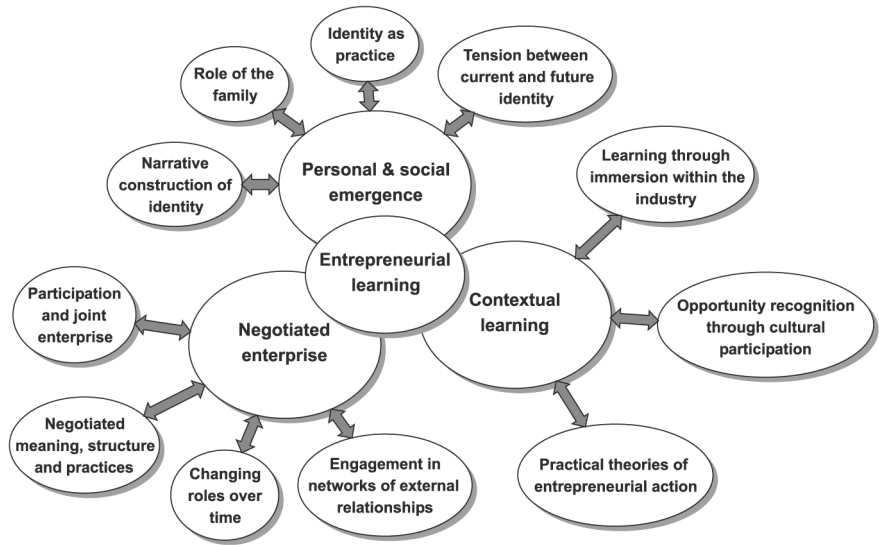 Identity as
practice
Tension between
current and future
identity
Role of the
family
Narrative
construction of
identity
Personal & social
emergence
Learning through
immersion within the
industry
Entrepreneurial
learning
Contextual
learning
Opportunity recognition
through cultural
participation
Practical theories of
entrepreneurial action
Negotiated
enterprise
Participation
and joint
enterprise
Negotiated
meaning, structure
and practices
Changing
roles over
time
Engagement in
networks of external
relationships